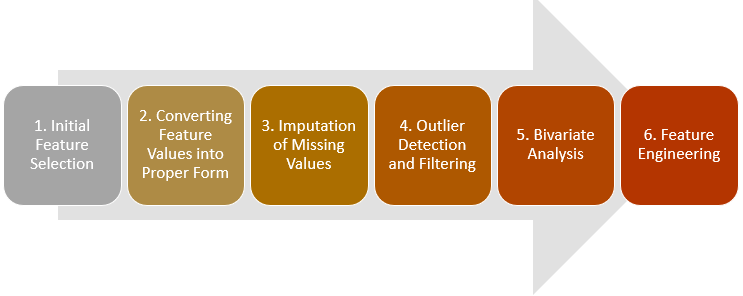 1. Initial
Feature
Selection
2. Converting
Feature
Values into
Proper Form
3. Imputation
of Missing
Values
4. Outlier
Detection
and Filtering
5. Bivariate
Analysis
6. Feature
Engineering